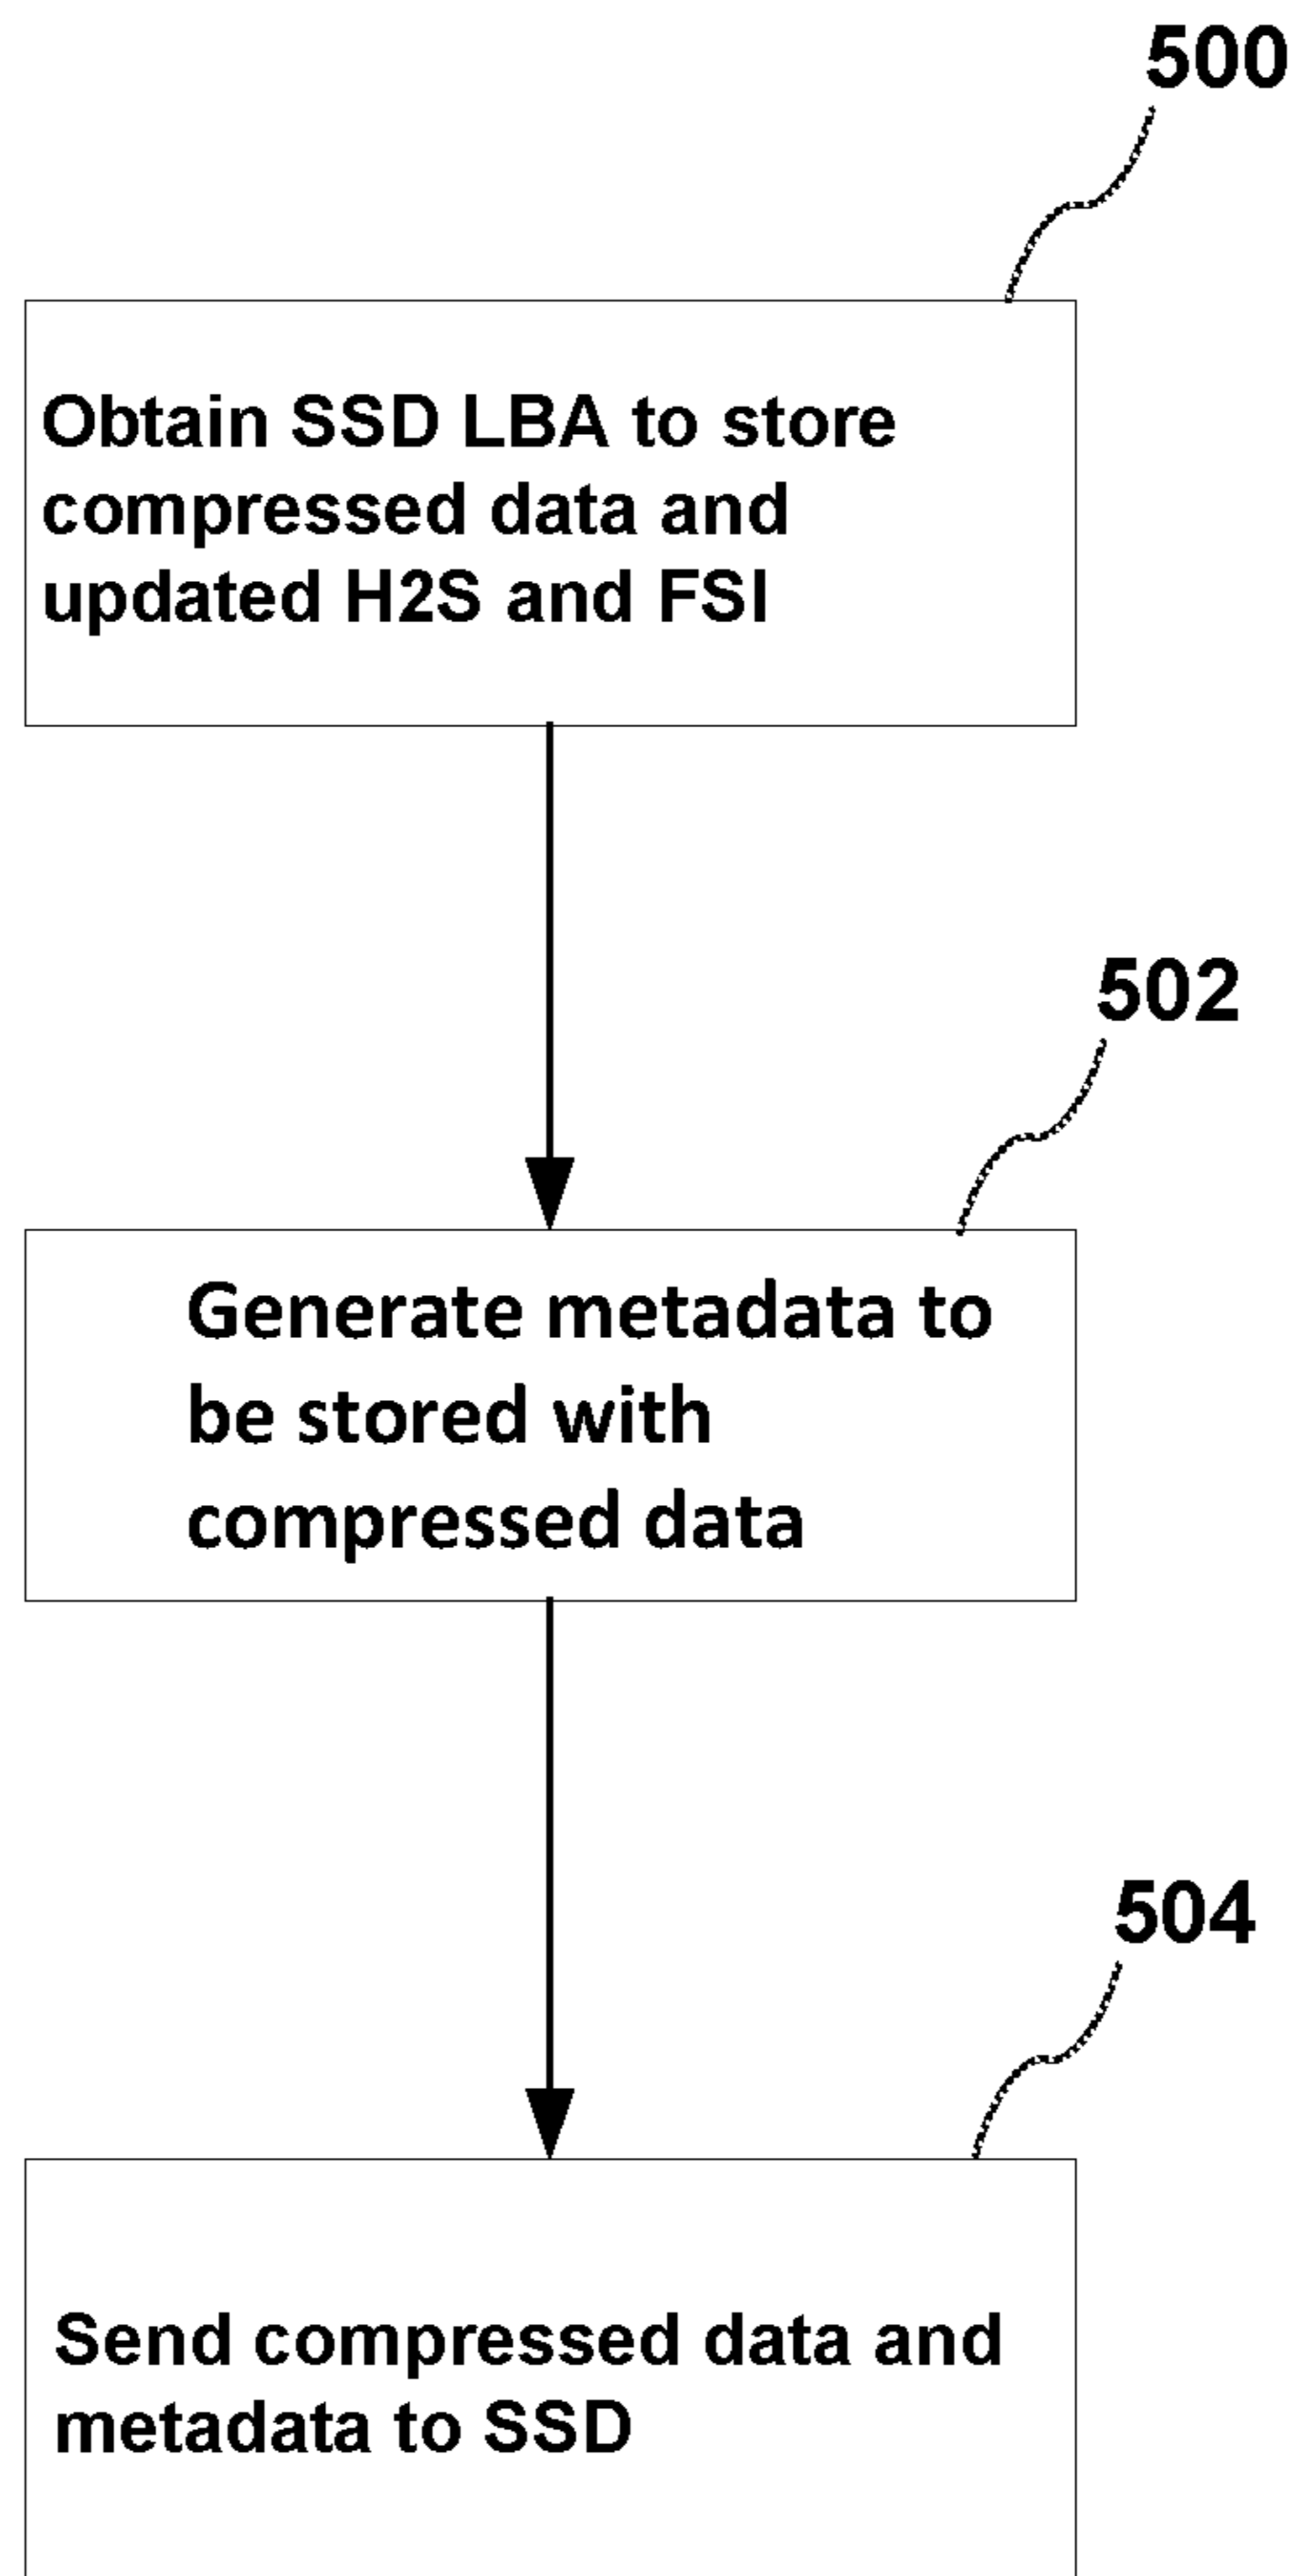 500
Obtain SSD LBA to store
compressed data and
updated H2S and FSI
502
Generate metadata to
be stored with
compressed data
504
Send compressed data and
metadata to SSD